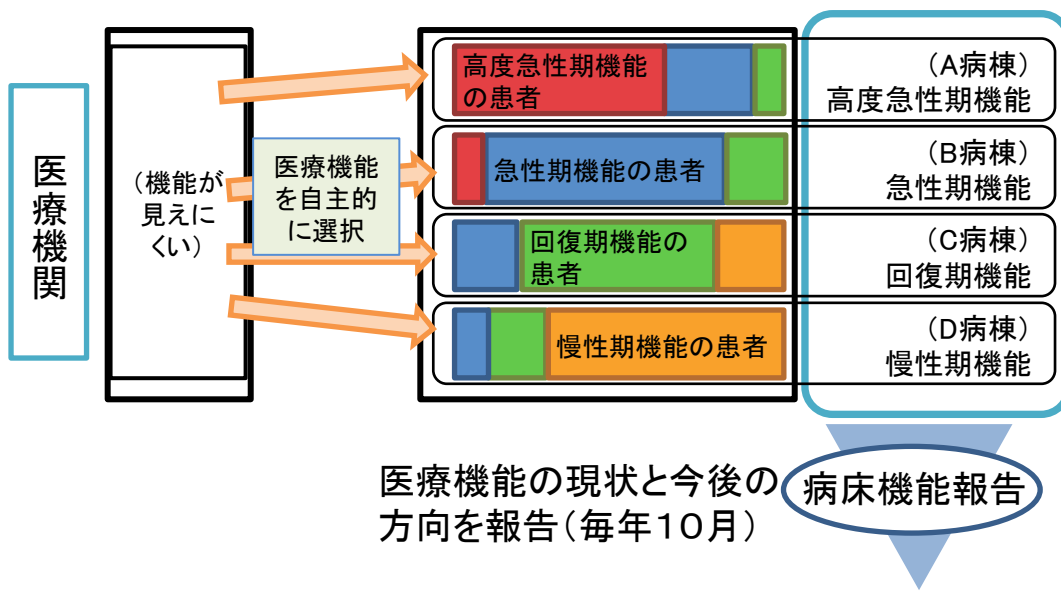 医療機関
（機能が
見えに
くい）
医療機能
を自主的
に選択
高度急性期機能
の患者
（A病棟）
高度急性期機能
急性期機能の患者
（B病棟）
急性期機能
回復期機能の
患者
（C病棟）
回復期機能
慢性期機能の患者
（D病棟）
慢性期機能
医療機能の現状と今後の
方向を報告（毎年１０月）
病床機能報告